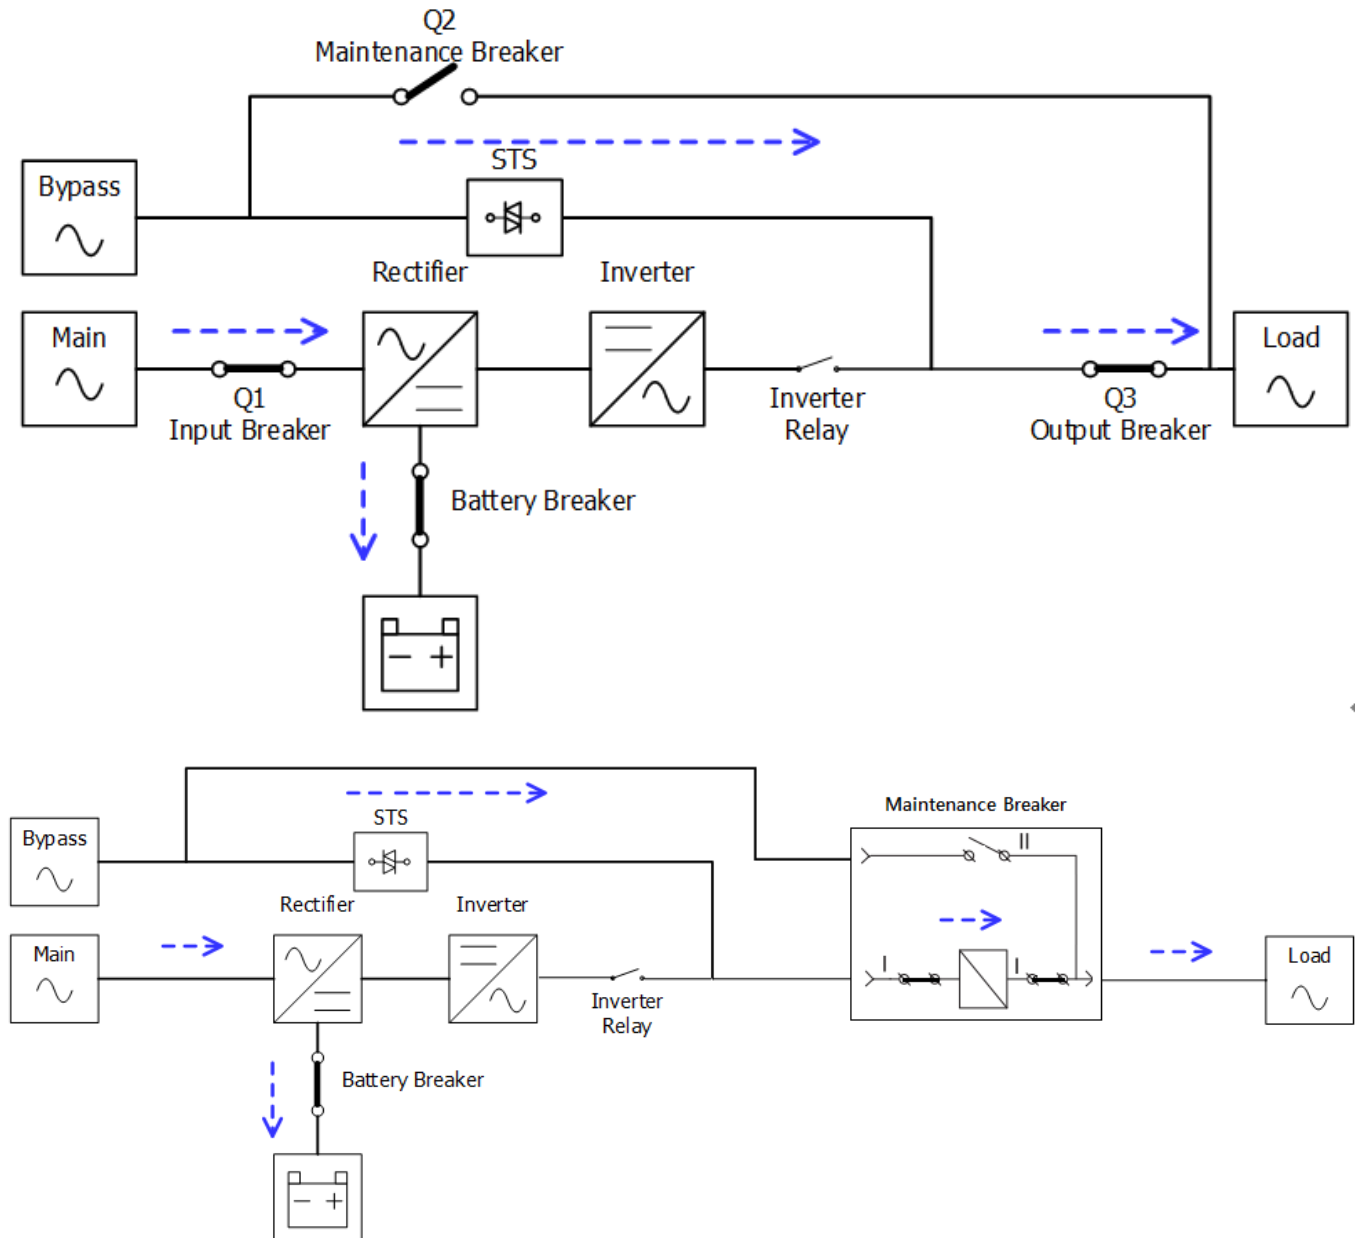 Q2
Maintenance Breaker
STS
Bypass
Rectifier
Inverter
Main
Load
Q1
Input Breaker
Inverter
Relay
Q3
Output Breaker
Battery Breaker
- +
Maintenance Breaker
STS
Bypass
II
Rectifier
Inverter
Main
I
I
Load
Inverter
Relay
Battery Breaker
- +